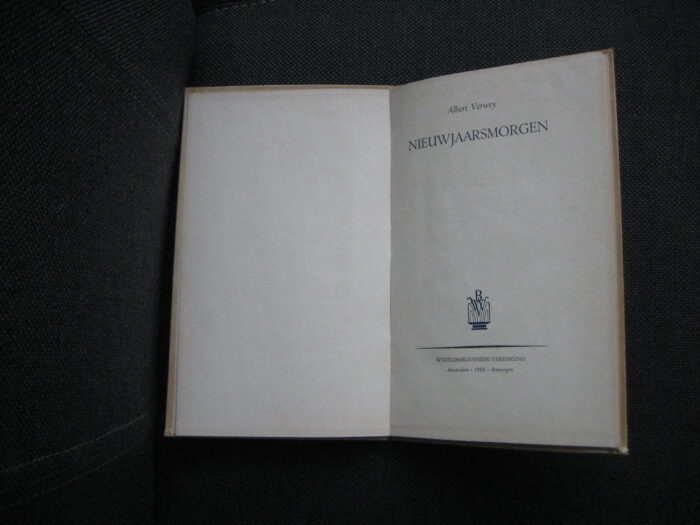 Albert Verwey
NIEUWJAARSMORGEN
WERELDBIBLIOTHEEK-VERENIGING
Amsterdam - - Antwerpen